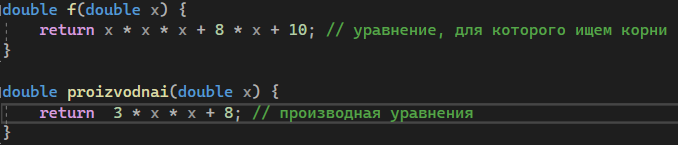 double f(double x) {
return x * x * x + 8 * x + 10; // уравнение, для которого ищем корни
}
double proizvodnai(double x) {
return 3 * x * x + 8; // производная уравнения
}